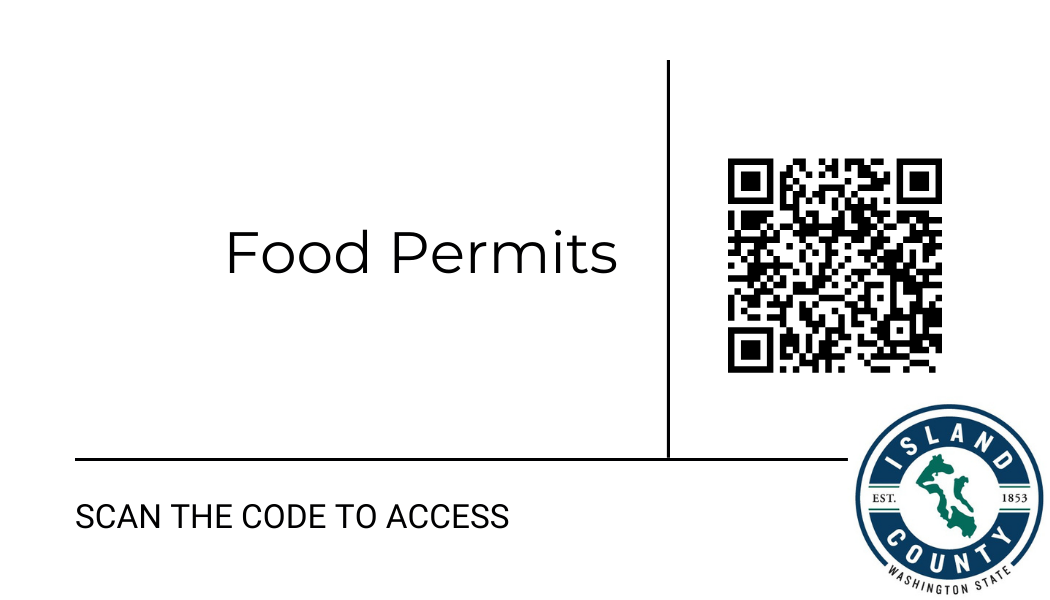 Food Permits
SCAN THE CODE TO ACCESS
ISLAND
EST. 1853
COUNTY
WASHINGTON STATE